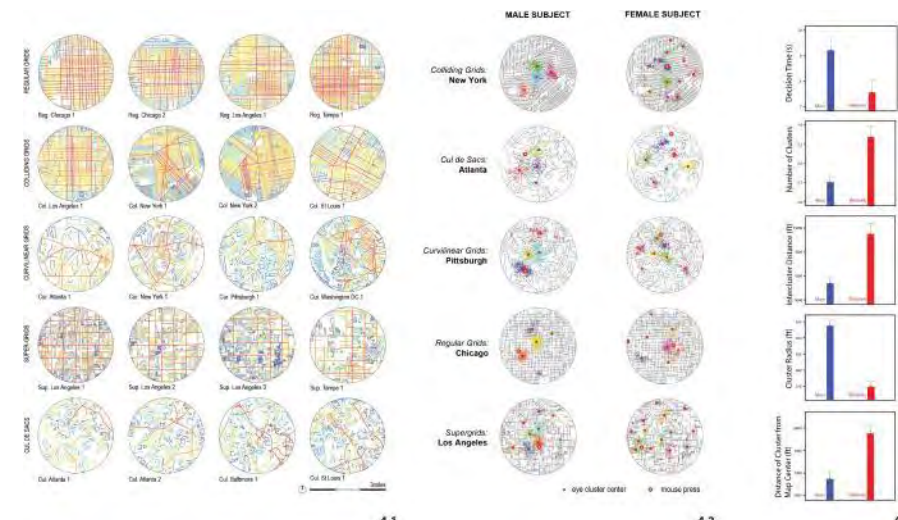 MALE SUBJECT
FEMALE SUBJECT
REGULAR GRIDS
Reg. Chicago 1
Reg. Chicago 2
Reg. Los Angeles 1
Reg. Tampa 1
COLLIDING GRIDS
Col. Los Angeles 1
Col. New York 1
Col. New York 2
Col. St Louis 1
CURVILINEAR GRIDS
Cur. Atlanta 1
Cur. New York 1
Cur. Pittsburgh 1
Cur. Washington DC 1
SUPER GRIDS
Sup. Los Angeles 1
Sup. Los Angeles 2
Sup. Los Angeles 3
Sup. Tampa 1
CUL DE SACS
Cul. Atlanta 1
Cul. Atlanta 2
Cul. Baltimore 1
Cul. St Louis 1
Colliding Grids:
New York
Cul de Sacs:
Atlanta
Curvilinear Grids:
Pittsburgh
Regular Grids:
Chicago
Supergrids:
Los Angeles
eye cluster center
mouse press
Decision Time (s)
Number of Clusters
Intercluster Distance (ft)
Cluster Radius (ft)
Distance of Cluster from
Map Center (ft)